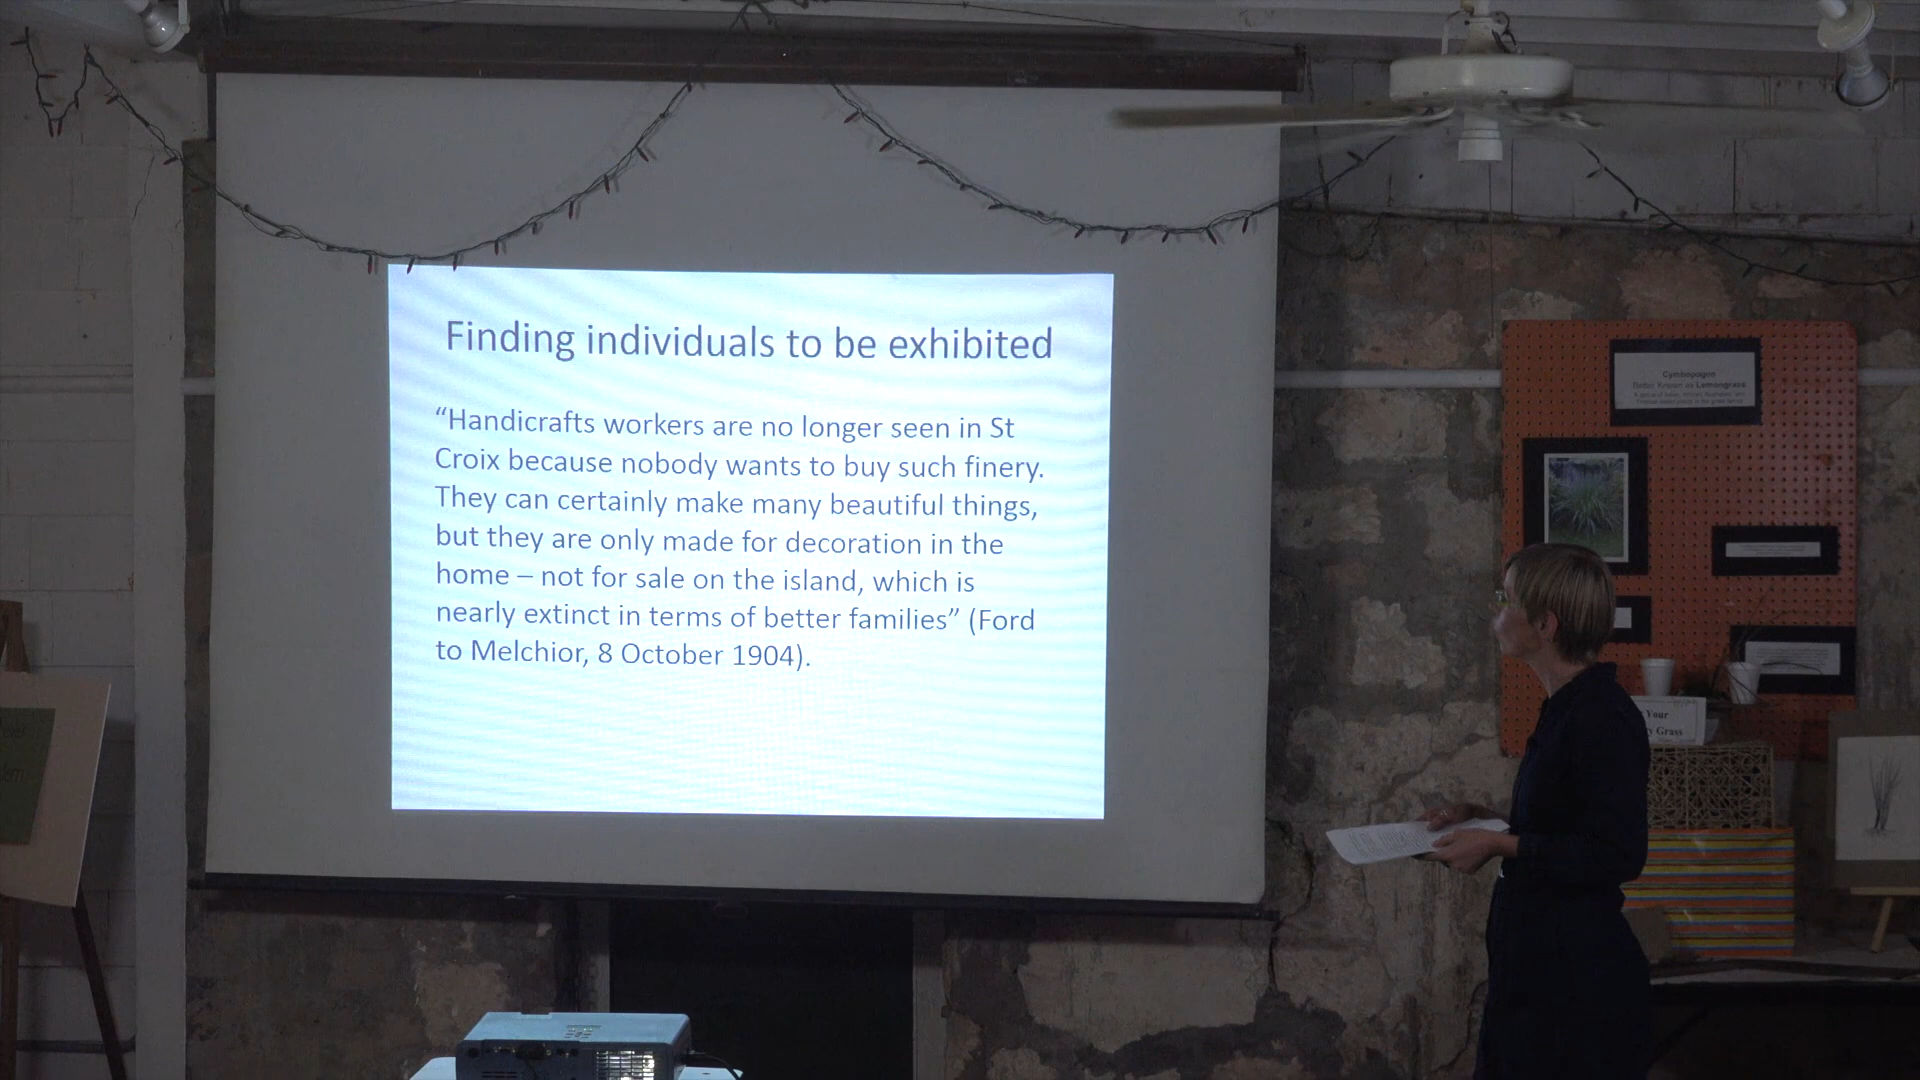 Finding individuals to be exhibited
“Handicrafts workers are no longer seen in St
Croix because nobody wants to buy such finery.
They can certainly make many beautiful things,
but they are only made for decoration in the
home – not for sale on the island, which is
nearly extinct in terms of better families” (Ford
to Melchior, 8 October 1904).
Cymbopogon
Better Known as Lemongrass
Your
Grass